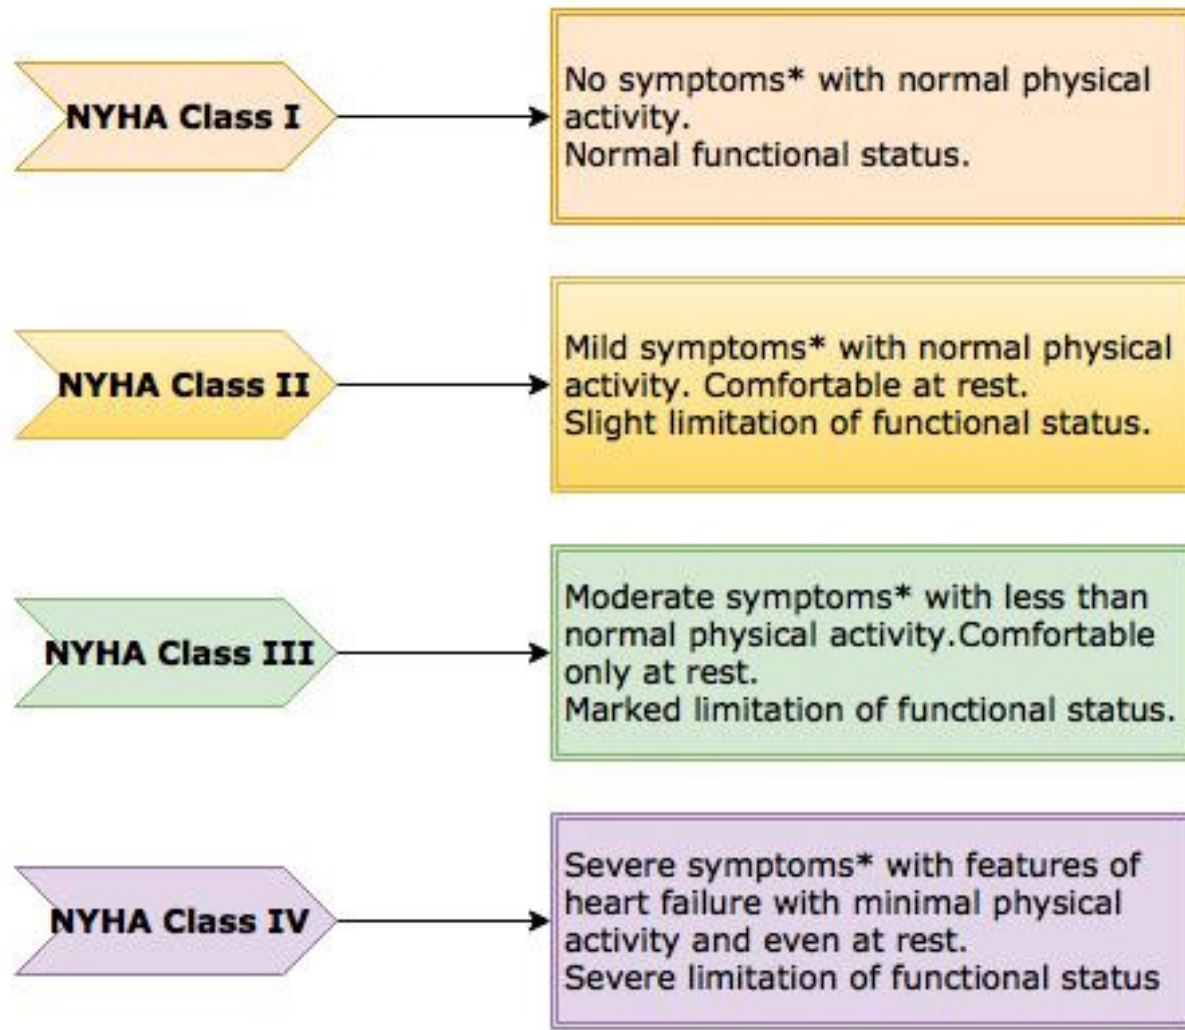 NYHA Class I
No symptoms* with normal physical
activity.
Normal functional status.
NYHA Class II
Mild symptoms* with normal physical
activity. Comfortable at rest.
Slight limitation of functional status.
NYHA Class III
Moderate symptoms* with less than
normal physical activity.Comfortable
only at rest.
Marked limitation of functional status.
NYHA Class IV
Severe symptoms* with features of
heart failure with minimal physical
activity and even at rest.
Severe limitation of functional status